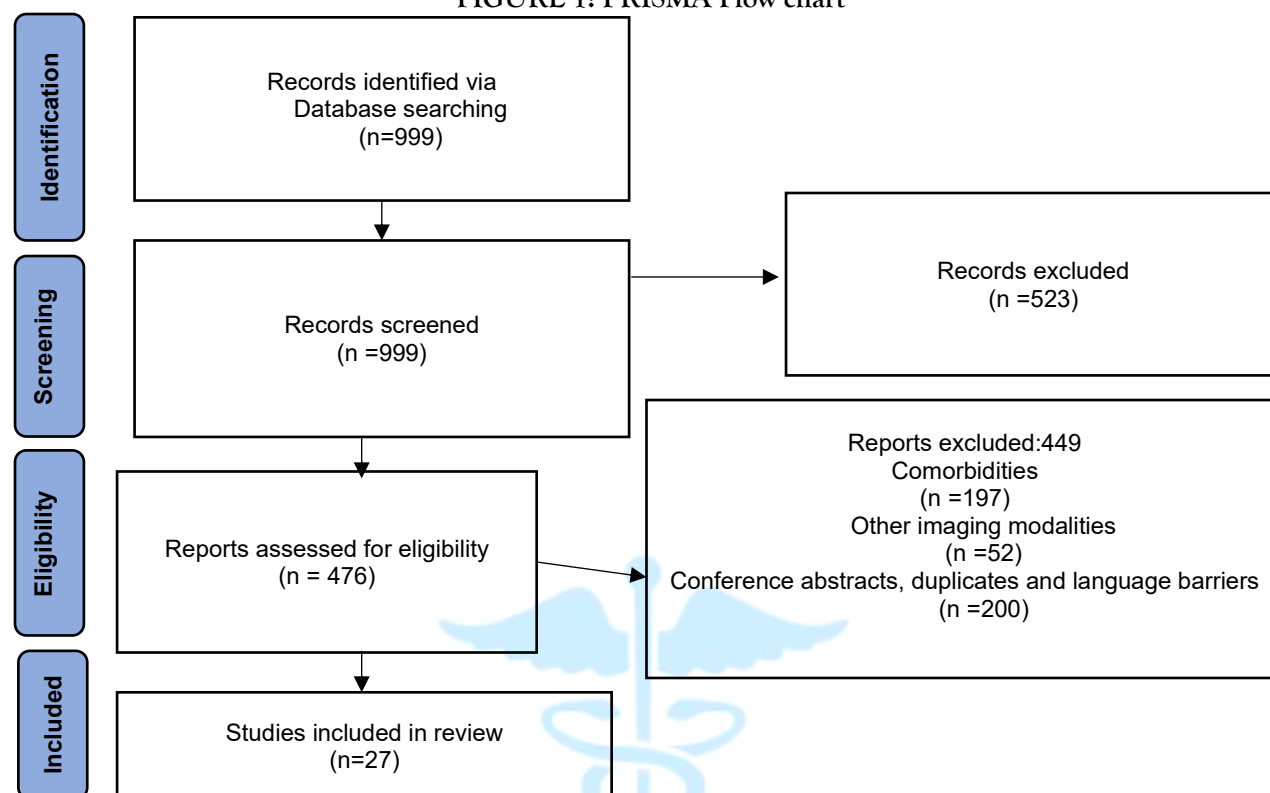 FIGURE 1: PRISMA Flow chart
Identification
Records identified via
Database searching
(n=999)
Records excluded
(n =523)
Screening
Records screened
(n =999)
Reports excluded:449
Comorbidities
(n =197)
Other imaging modalities
(n =52)
Conference abstracts, duplicates and language barriers
(n =200)
Eligibility
Reports assessed for eligibility
(n = 476)
Included
Studies included in review
(n=27)